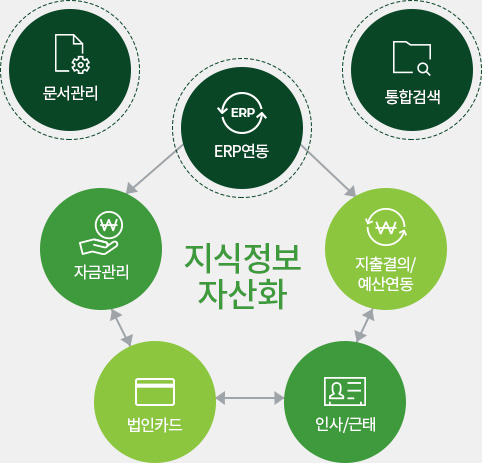 문서관리
통합검색
ERP
ERP연동
자금관리
지식정보
자산화
지출결의/
예산연동
법인카드
인사/근태